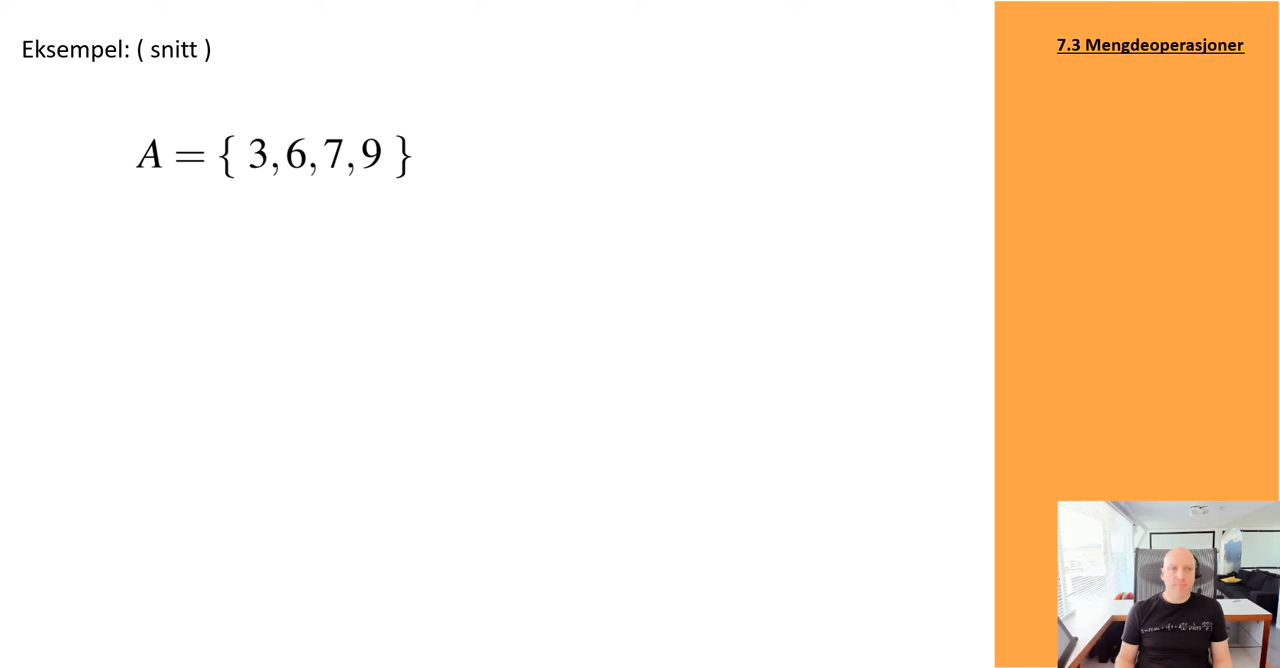 Eksempel: ( snitt )
7.3 Mengdeoperasjoner
A = { 3, 6, 7, 9 }